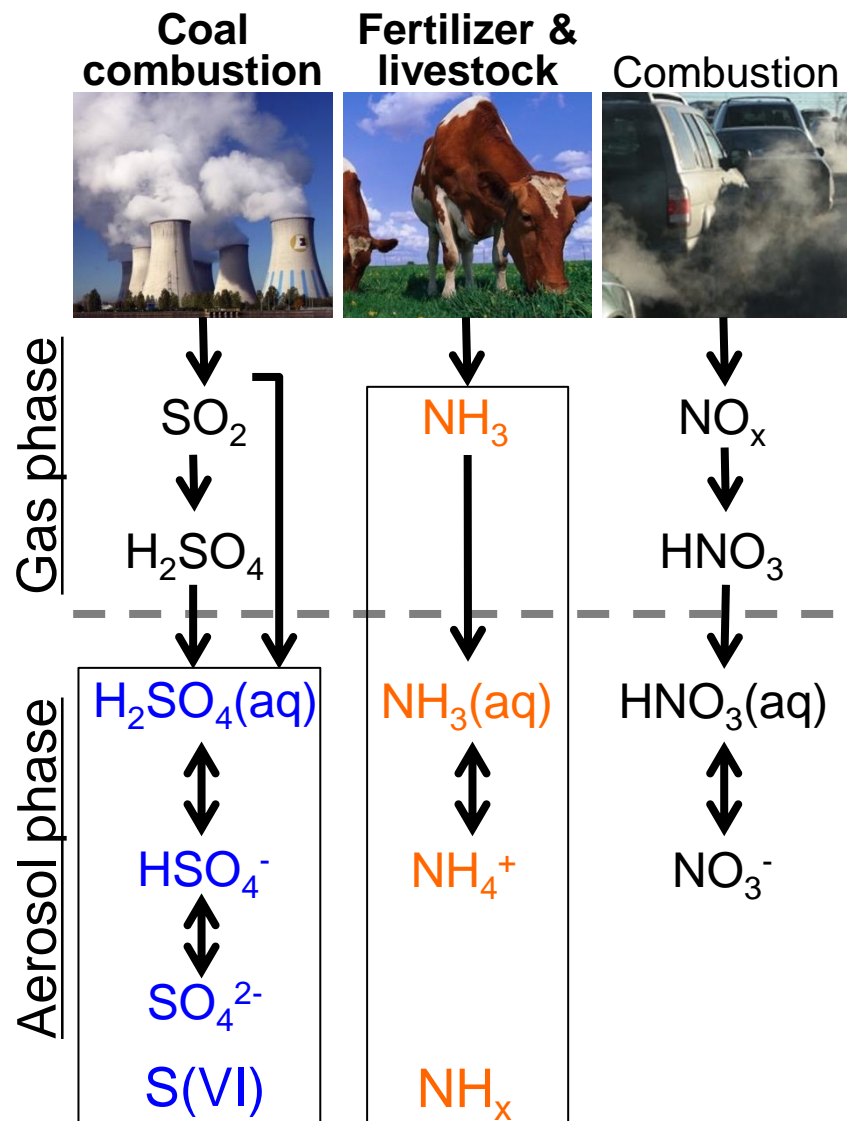 Coal
combustion
Fertilizer &
livestock
Combustion
Gas phase
SO₂
NH₃
NOₓ
H₂SO₄
HNO₃
Aerosol phase
H₂SO₄(aq)
NH₃(aq)
HNO₃(aq)
HSO₄⁻
NH₄⁺
NO₃⁻
SO₄²⁻
S(VI)
NHₓ